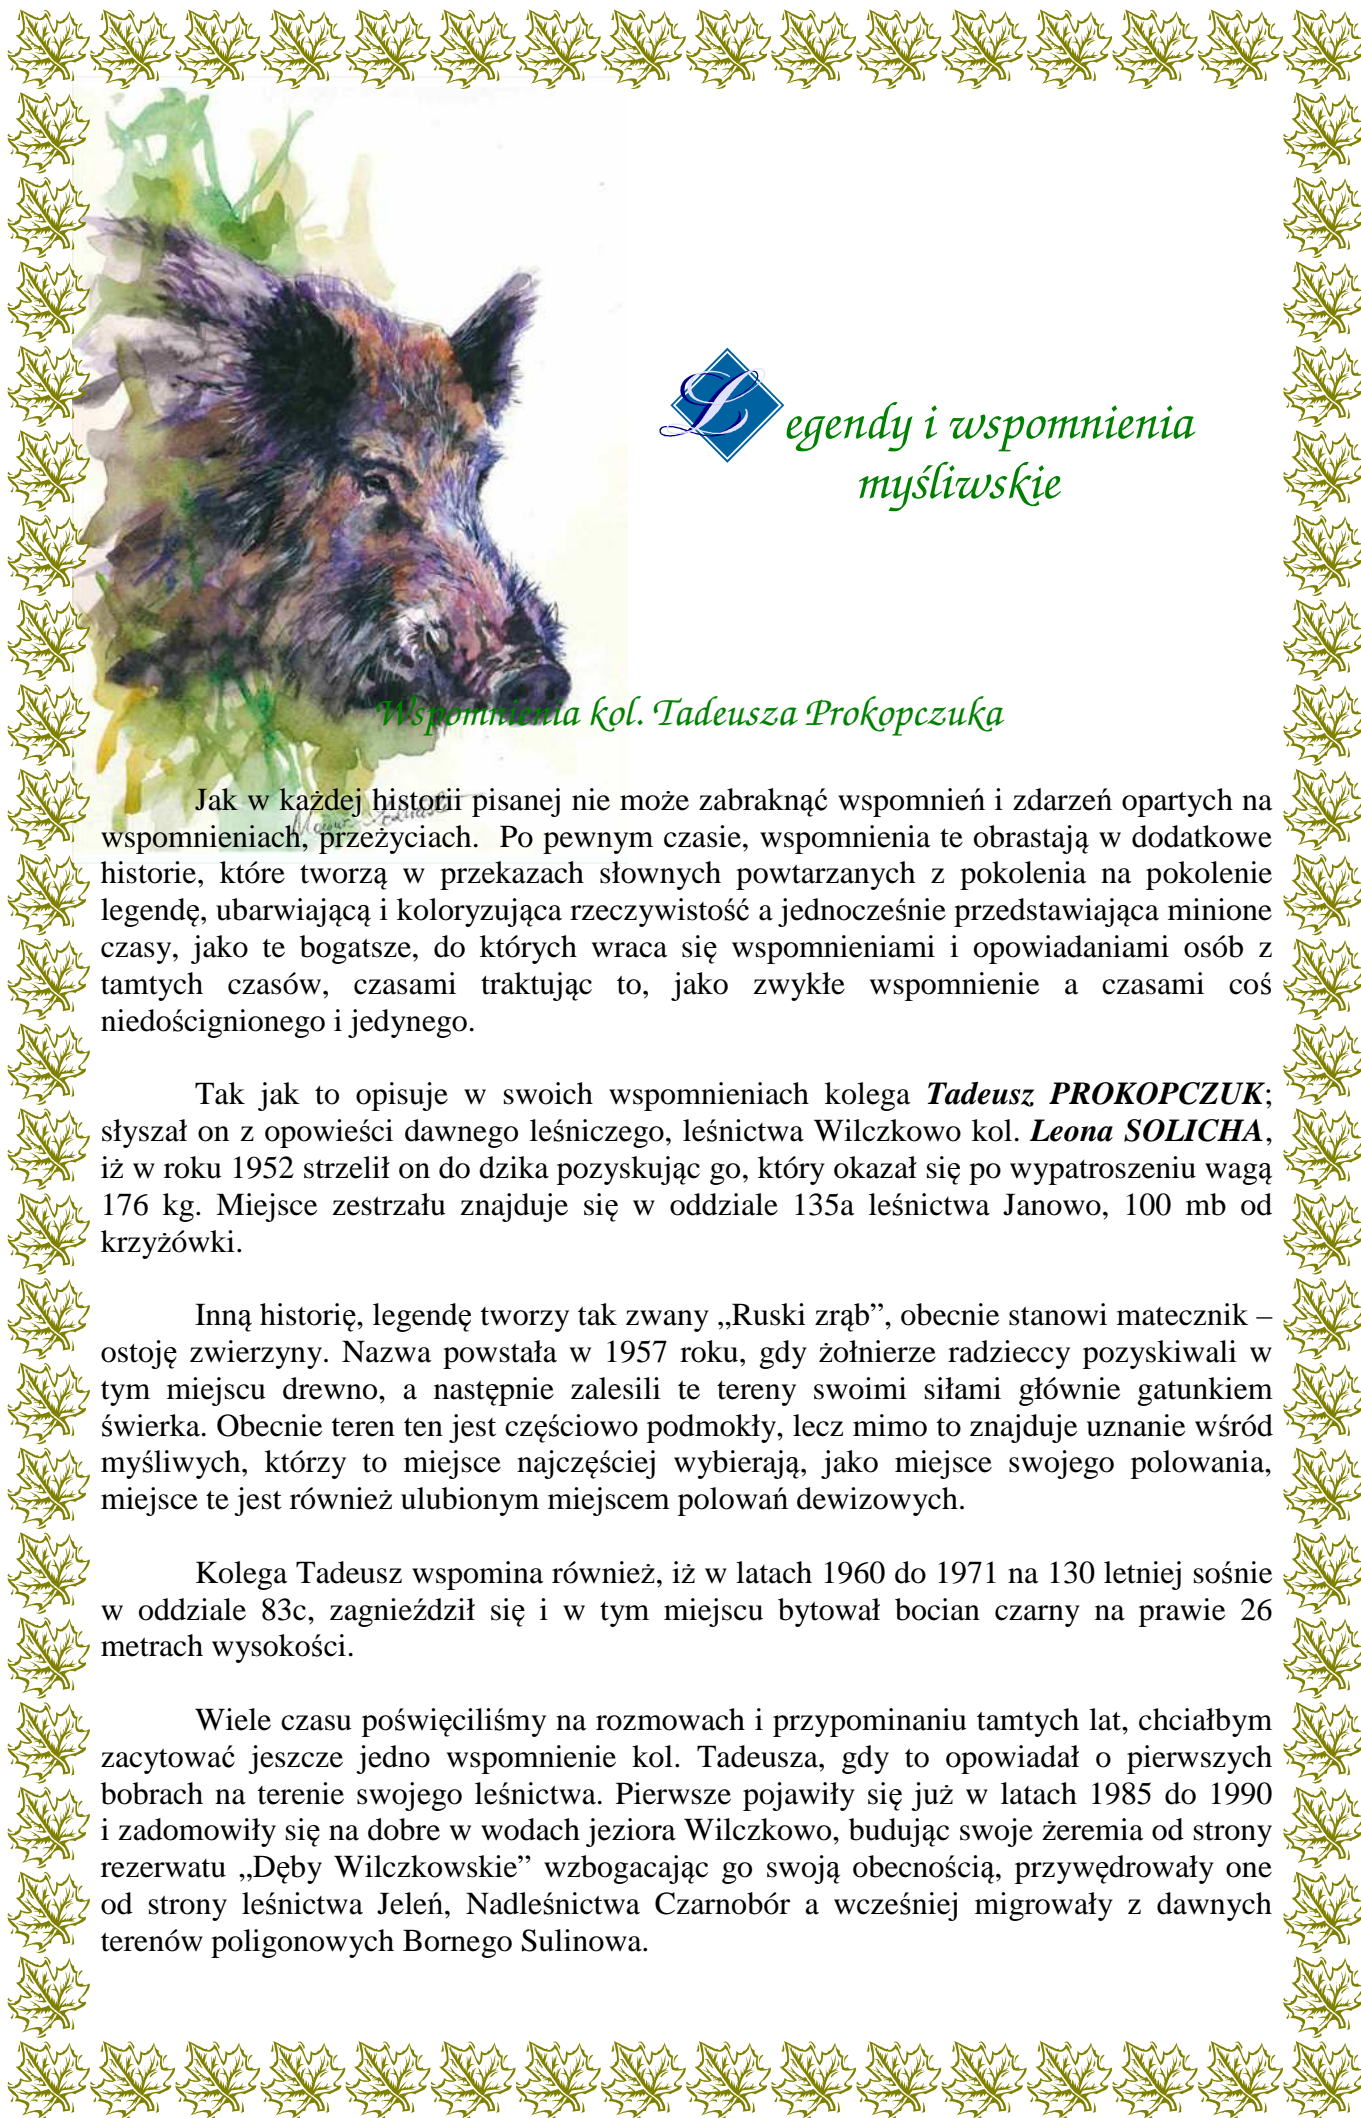 Legendy i wspomnienia
myśliwskie
Wspomnienia kol. Tadeusza Prokopczuka
Jak w każdej historii pisanej nie może zabraknąć wspomnień i zdarzeń opartych na
wspomnieniach, przeżyciach. Po pewnym czasie, wspomnienia te obrastają w dodatkowe
historie, które tworzą w przekazach słownych powtarzanych z pokolenia na pokolenie
legendę, ubarwiającą i koloryzująca rzeczywistość a jednocześnie przedstawiająca minione
czasy, jako te bogatsze, do których wraca się wspomnieniami i opowiadaniami osób z
tamtych czasów, czasami traktując to, jako zwykłe wspomnienie a czasami coś
niedoścignionego i jedynego.
Tak jak to opisuje w swoich wspomnieniach kolega Tadeusz PROKOPCZUK;
słyszał on z opowieści dawnego leśniczego, leśnictwa Wilczkowo kol. Leona SOLICHA,
iż w roku 1952 strzelił on do dzika pozyskując go, który okazał się po wypatroszeniu wagą
176 kg. Miejsce zestrzału znajduje się w oddziale 135a leśnictwa Janowo, 100 mb od
krzyżówki.
Inną historię, legendę tworzy tak zwany „Ruski zrąb”, obecnie stanowi matecznik –
ostoję zwierzyny. Nazwa powstała w 1957 roku, gdy żołnierze radzieccy pozyskiwali w
tym miejscu drewno, a następnie zalesili te tereny swoimi siłami głównie gatunkiem
świerka. Obecnie teren ten jest częściowo podmokły, lecz mimo to znajduje uznanie wśród
myśliwych, którzy to miejsce najczęściej wybierają, jako miejsce swojego polowania,
miejsce te jest również ulubionym miejscem polowań dewizowych.
Kolega Tadeusz wspomina również, iż w latach 1960 do 1971 na 130 letniej sośnie
w oddziale 83c, zagnieździł się i w tym miejscu bytował bocian czarny na prawie 26
metrach wysokości.
Wiele czasu poświęciliśmy na rozmowach i przypominaniu tamtych lat, chciałbym
zacytować jeszcze jedno wspomnienie kol. Tadeusza, gdy to opowiadał o pierwszych
bobrach na terenie swojego leśnictwa. Pierwsze pojawiły się już w latach 1985 do 1990
i zadomowiły się na dobre w wodach jeziora Wilczkowo, budując swoje żeremia od strony
rezerwatu „Dęby Wilczkowskie” wzbogacając go swoją obecnością, przywędrowały one
od strony leśnictwa Jeleń, Nadleśnictwa Czarnobór a wcześniej migrowały z dawnych
terenów poligonowych Bornego Sulinowa.